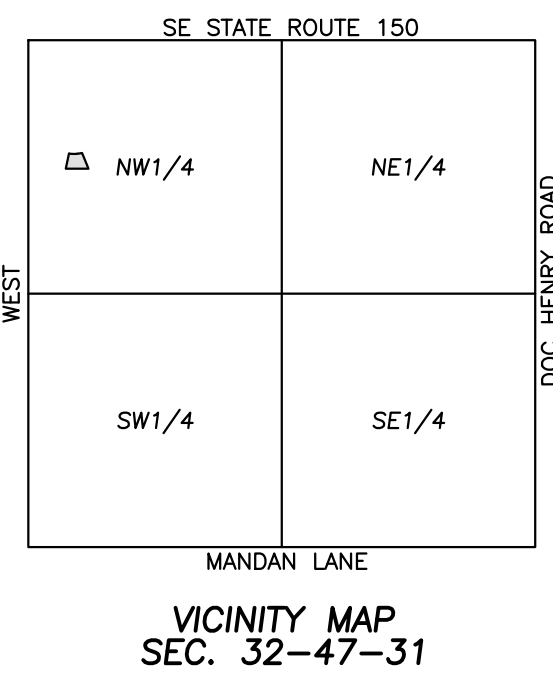 SE STATE ROUTE 150
NW1/4
NE1/4
WEST
DOC HENRY ROAD
SW1/4
SE1/4
MANDAN LANE
VICINITY MAP
SEC. 32-47-31